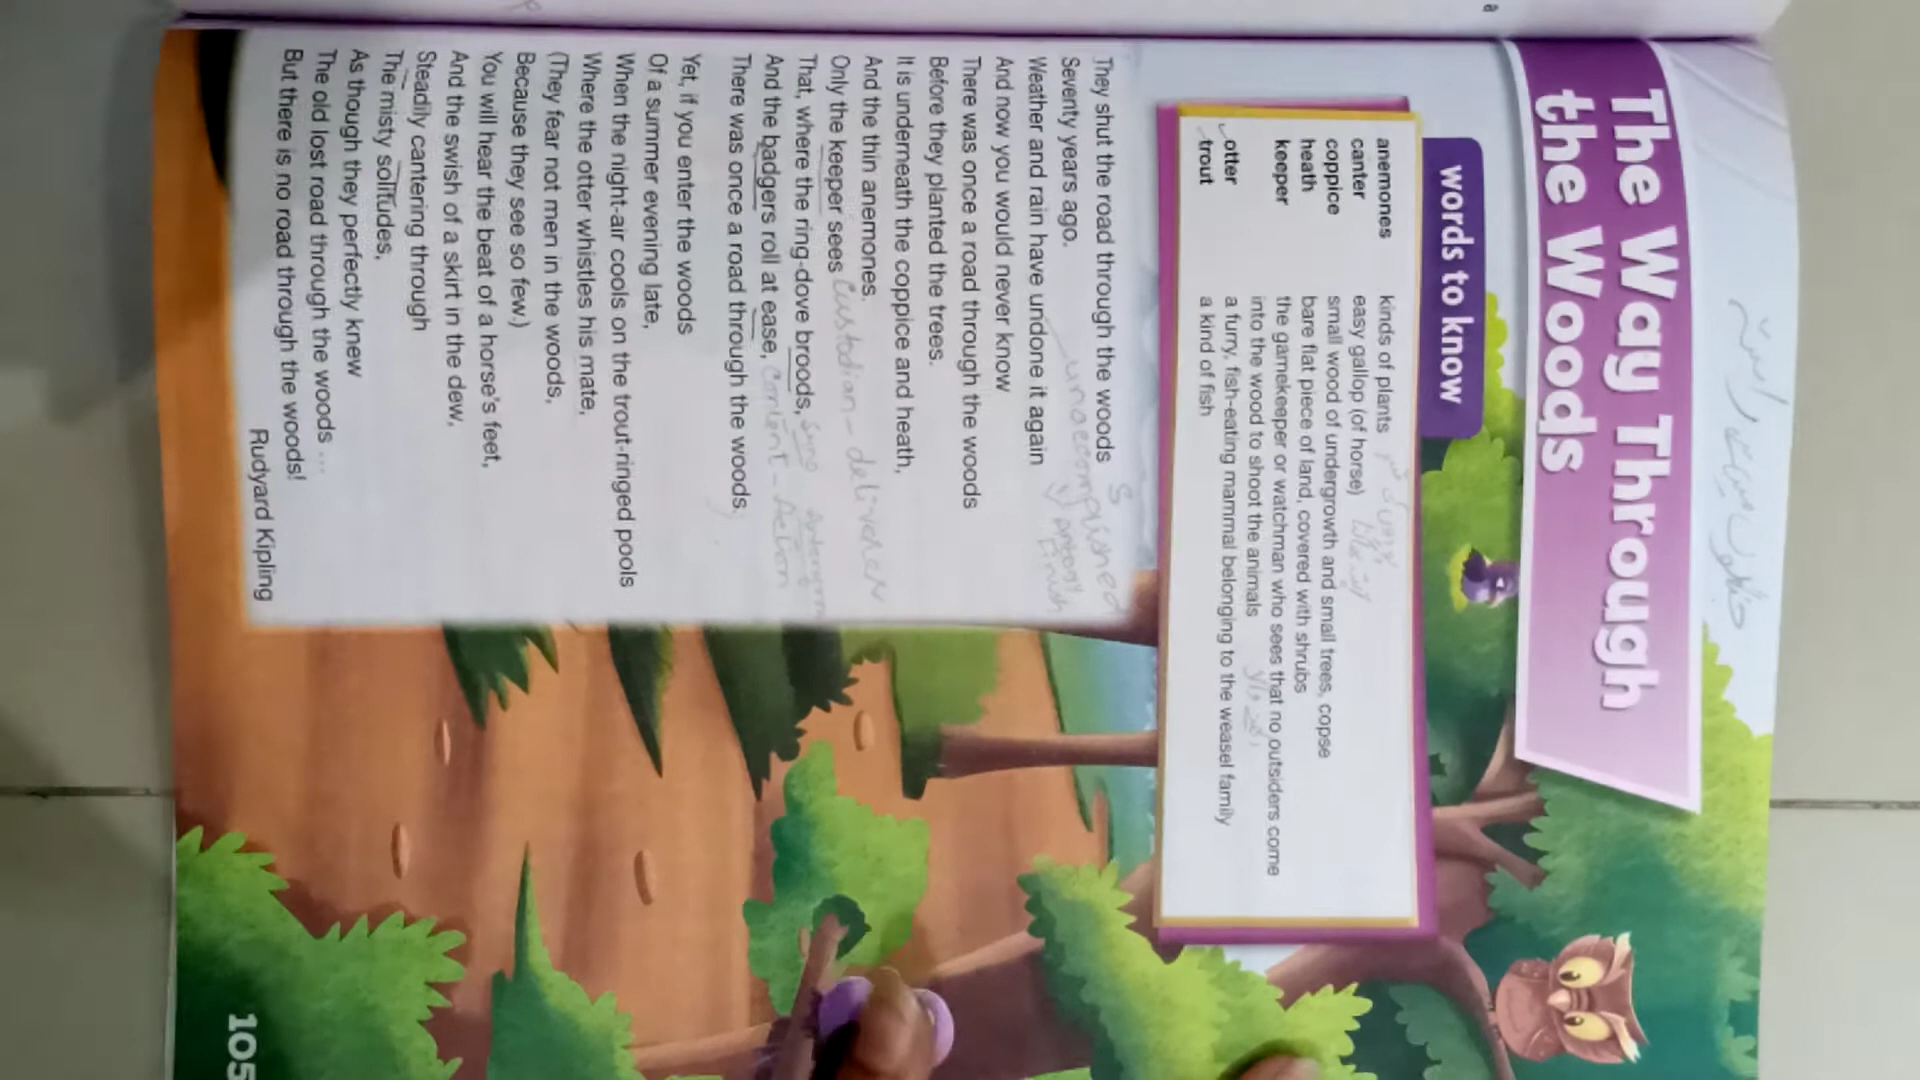 The Way Through
the Woods
words to know
anemones kinds of plants
canter easy gallop (of horse)
coppice small wood of undergrowth and small trees, copse
heath bare flat piece of land, covered with shrubs
keeper the gamekeeper or watchman who sees that no outsiders come
into the wood to shoot the animals
otter a furry, fish-eating mammal belonging to the weasel family
trout a kind of fish
They shut the road through the woods
Seventy years ago.
Weather and rain have undone it again
And now you would never know
There was once a road through the woods
Before they planted the trees.
It is underneath the coppice and heath,
And the thin anemones.
Only the keeper sees custodian - deliverer
That, where the ring-dove broods,
And the badgers roll at ease, content - Action
There was once a road through the woods.
Yet, if you enter the woods
Of a summer evening late,
When the night-air cools on the trout-ringed pools
Where the otter whistles his mate,
(They fear not men in the woods,
Because they see so few.)
You will hear the beat of a horse's feet,
And the swish of a skirt in the dew,
Steadily cantering through
The misty solitudes,
As though they perfectly knew
The old lost road through the woods ...
But there is no road through the woods!
Rudyard Kipling
105